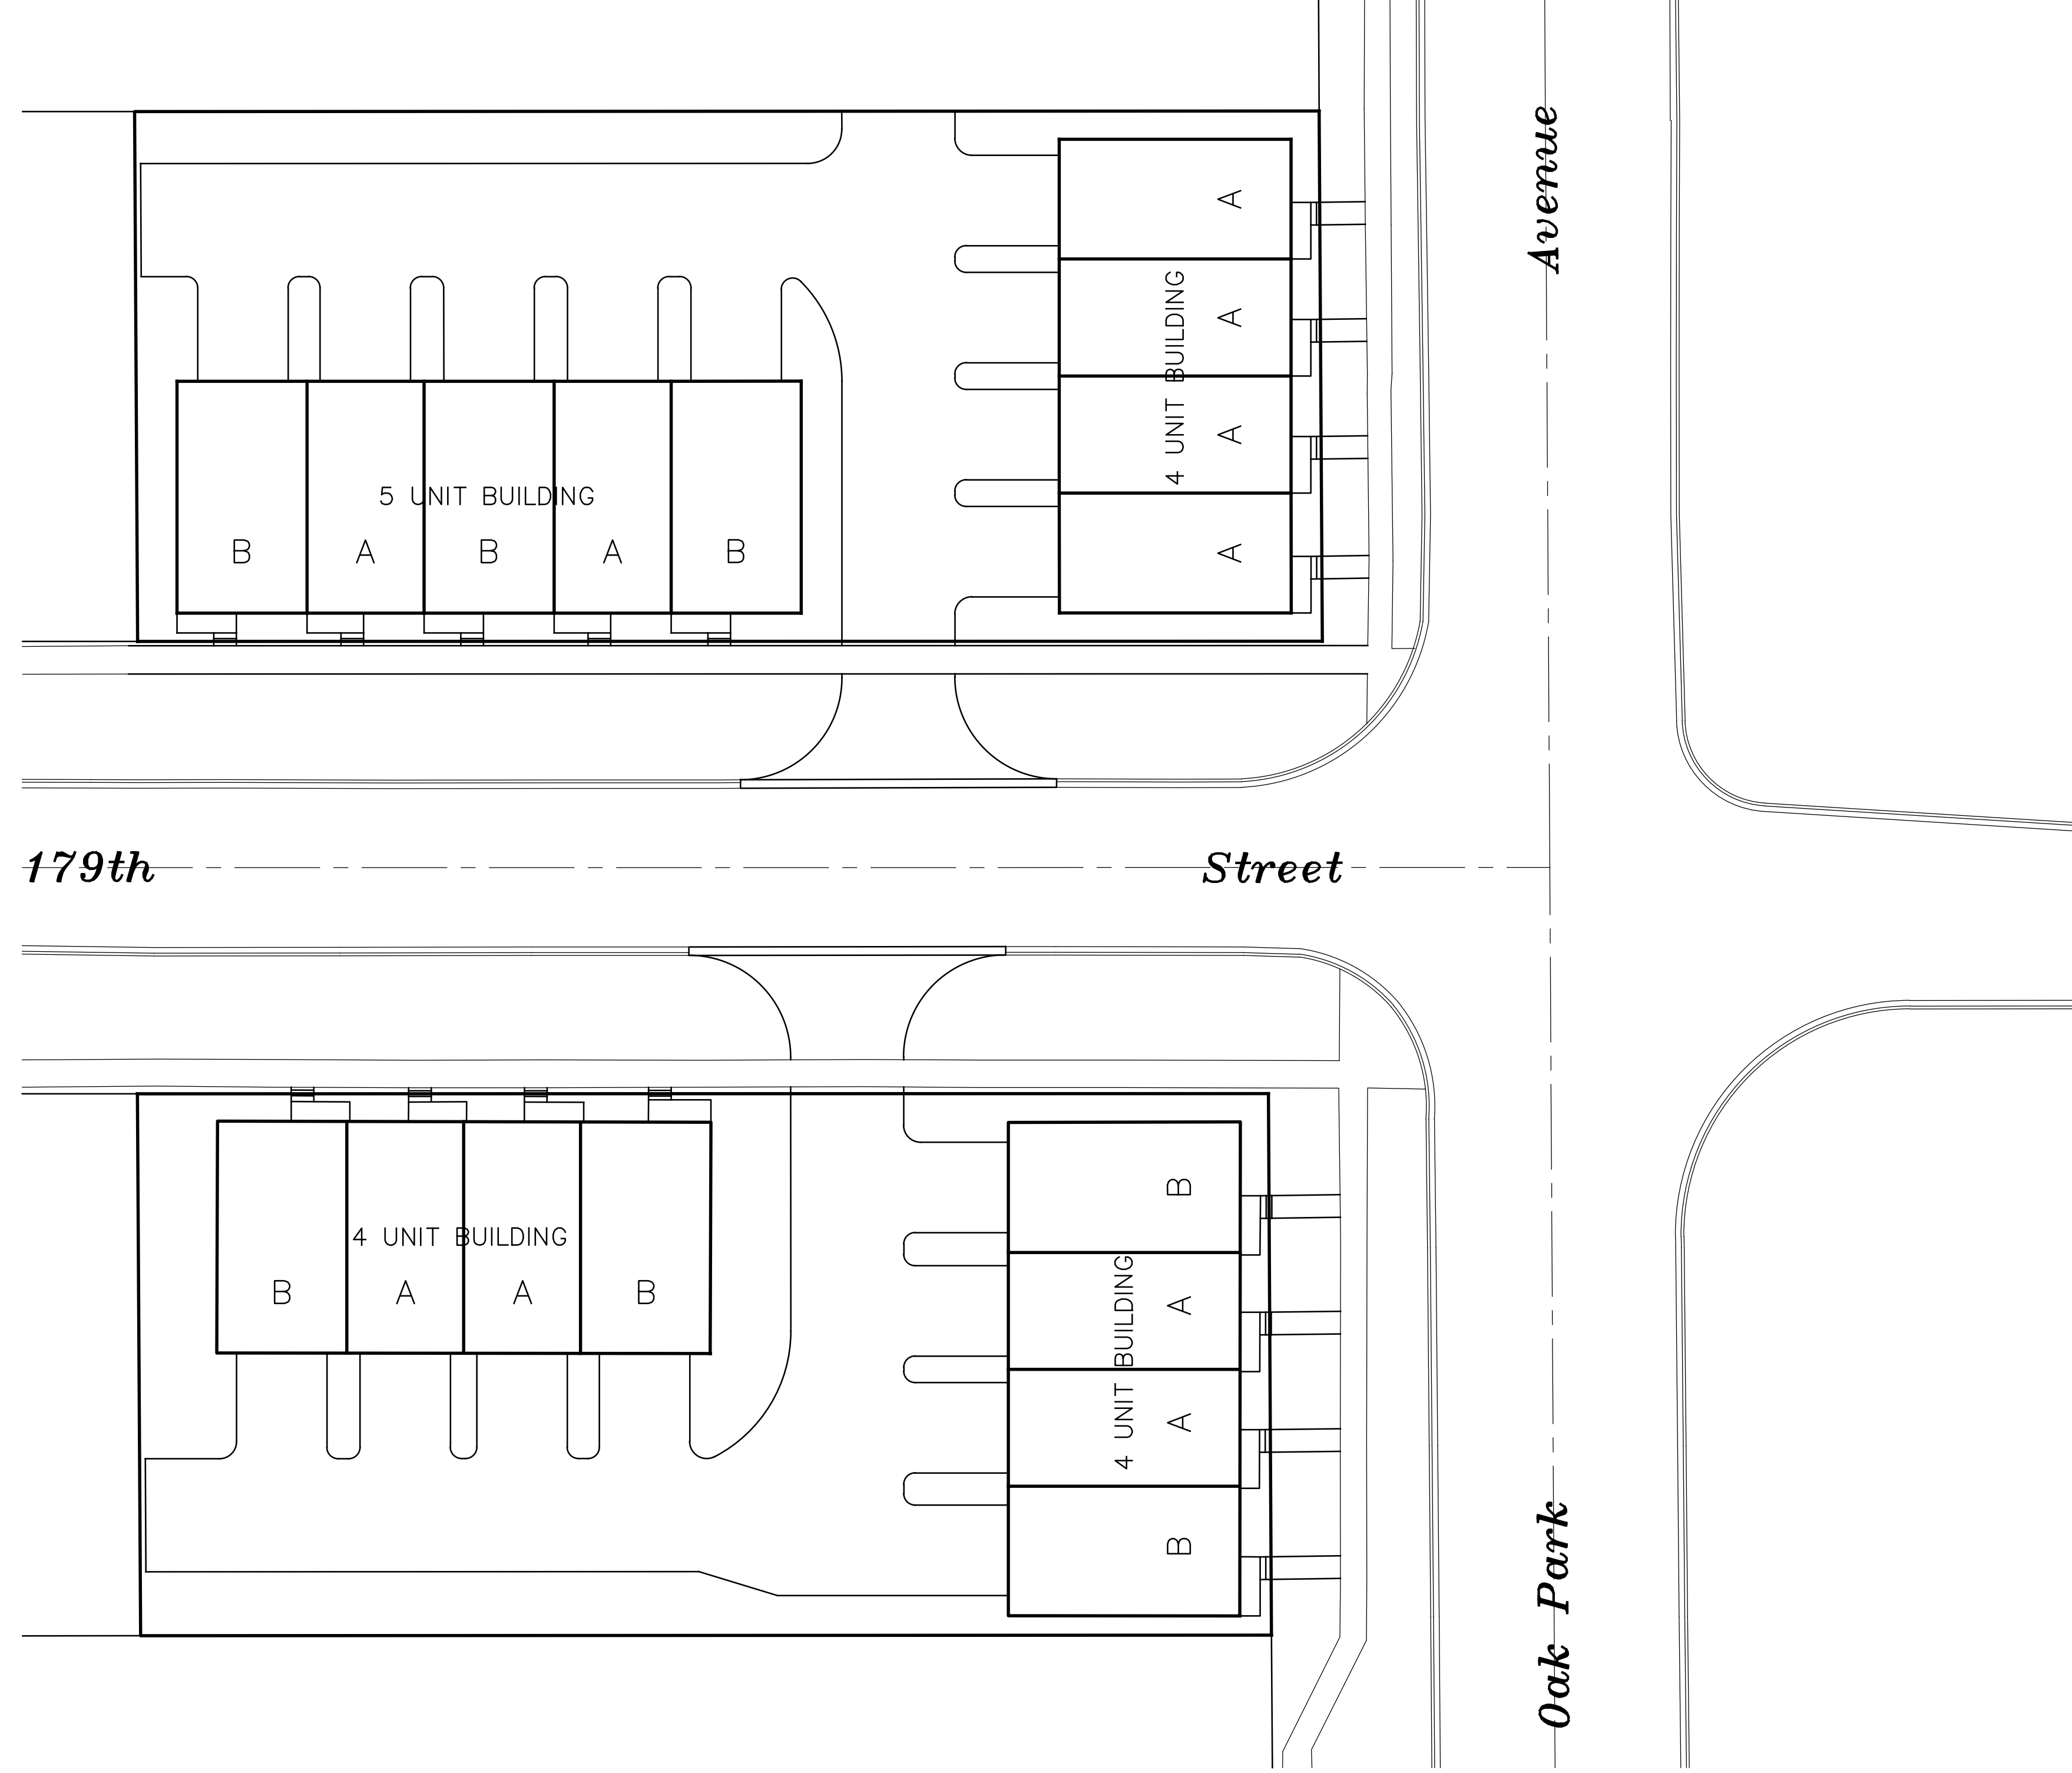 Avenue
A
A
A
A
4 UNIT BUILDING
5 UNIT BUILDING
B A B A B
179th Street
4 UNIT BUILDING
B A A B
B
A
A
B
4 UNIT BUILDING
Oak Park